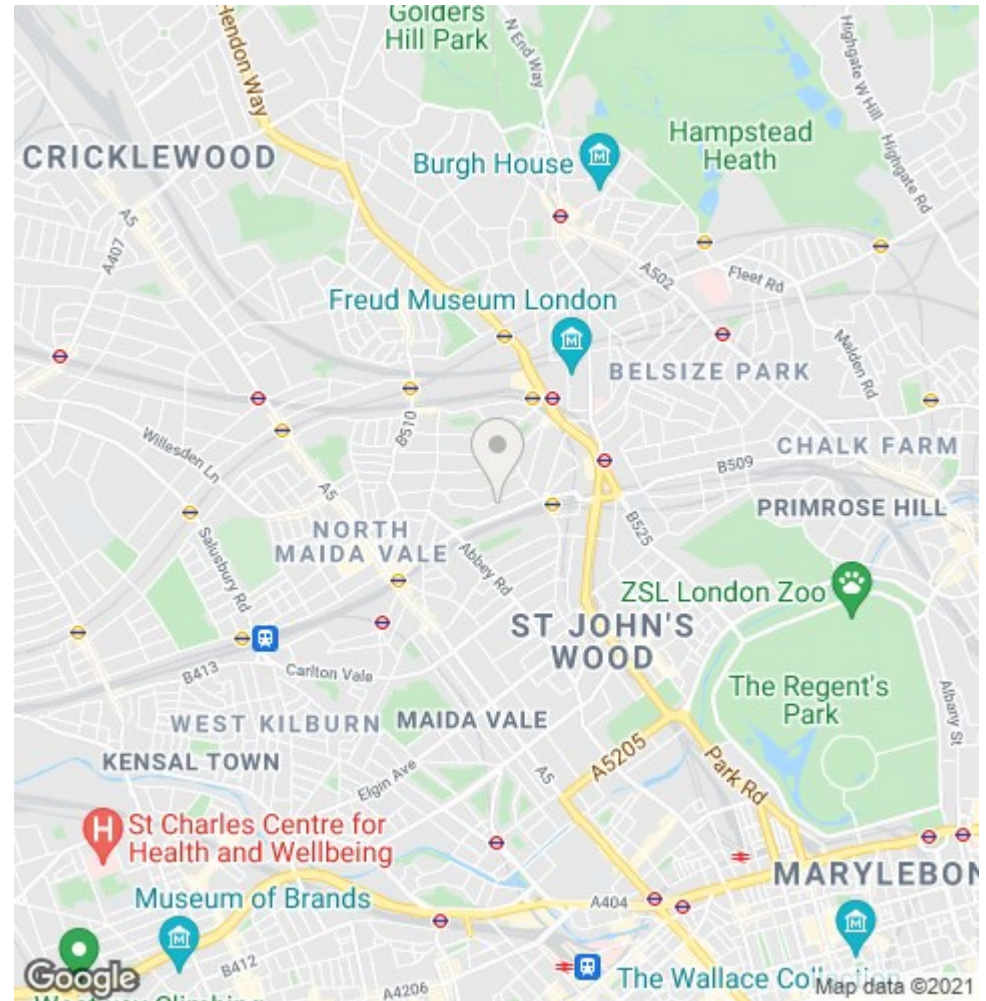 Golders
Hill Park
N End Way
Hendon Way
Highgate W Hill
Highgate Rd
CRICKLEWOOD
Burgh House
Hampstead
Heath
A5
A407
A502
Fleet Rd
Freud Museum London
Malden Rd
BELSIZE PARK
B510
Willesden Ln
A5
B509
CHALK FARM
PRIMROSE HILL
NORTH
MAIDA VALE
Abbey Rd
B525
Salusbury Rd
ZSL London Zoo
ST JOHN'S
WOOD
B413
Carlton Vale
The Regent's
Park
Albany St
WEST KILBURN
MAIDA VALE
KENSAL TOWN
Elgin Ave
A5
A5205
Park Rd
St Charles Centre for
Health and Wellbeing
H
MARYLEBON
Museum of Brands
A404
B412
A4206
The Wallace Collection
Google
Westway Climbing
Map data ©2021